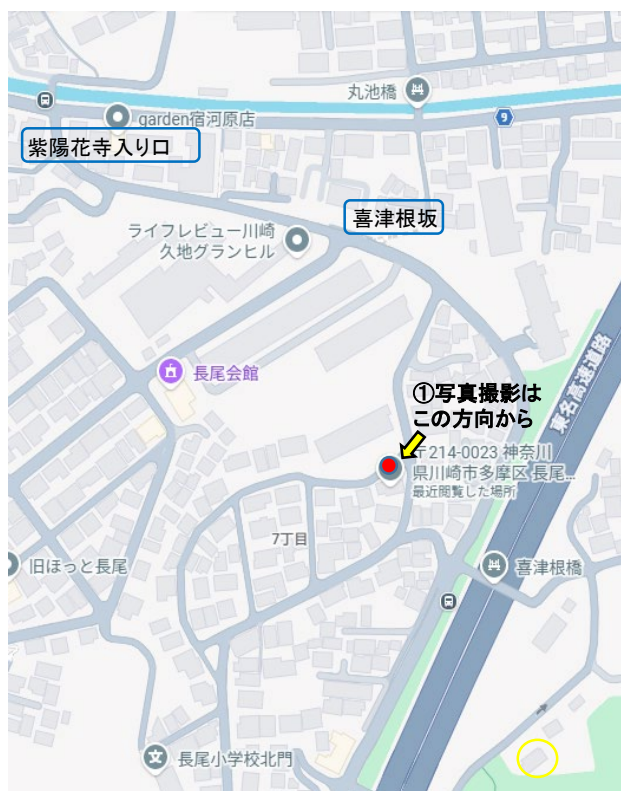 丸池橋
garden宿河原店
9
紫陽花寺入り口
喜津根坂
ライフレビュー川崎
久地グランヒル
東名高速道路
長尾会館
①写真撮影は
この方向から
〒214-0023 神奈川
県川崎市多摩区 長尾...
最近閲覧した場所
7丁目
旧ほっと長尾
喜津根橋
文
長尾小学校北門